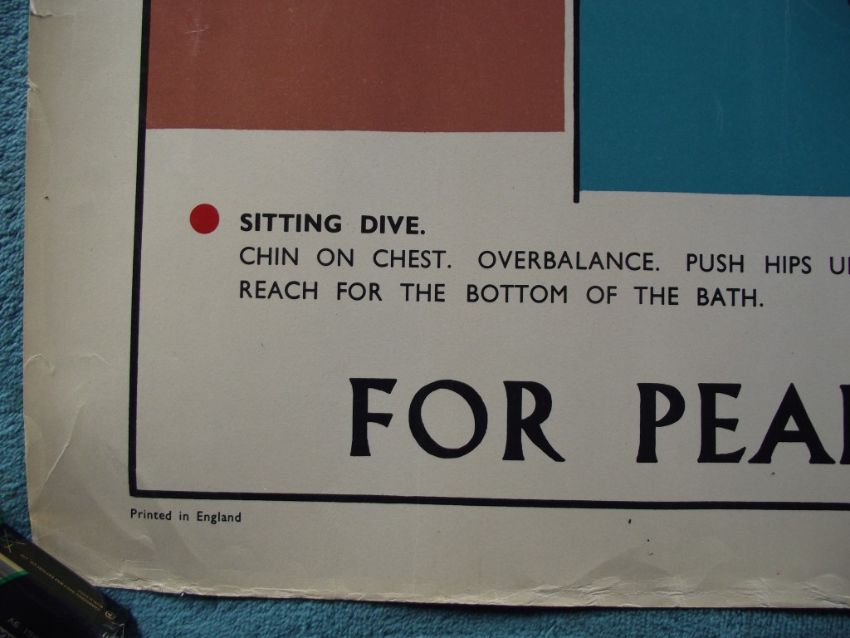 SITTING DIVE.
CHIN ON CHEST. OVERBALANCE. PUSH HIPS U
REACH FOR THE BOTTOM OF THE BATH.
FOR PEA
Printed in England